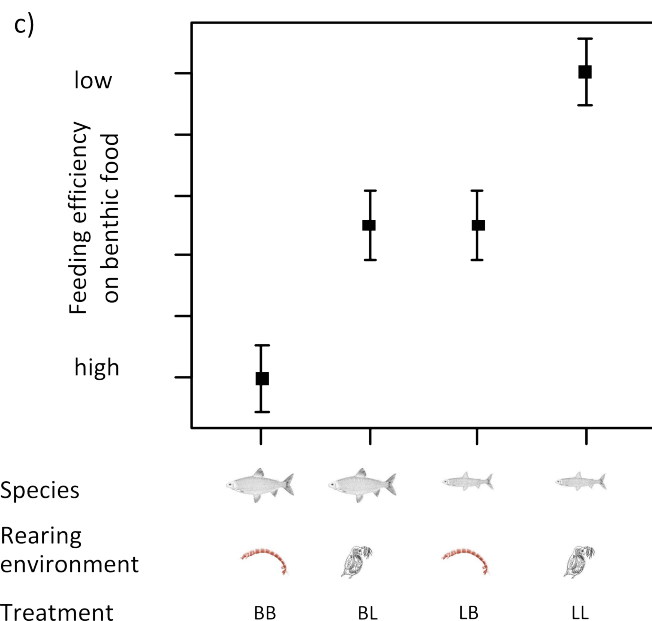 c)
low
Feeding efficiency
on benthic food
high
Species
Rearing
environment
Treatment BB BL LB LL